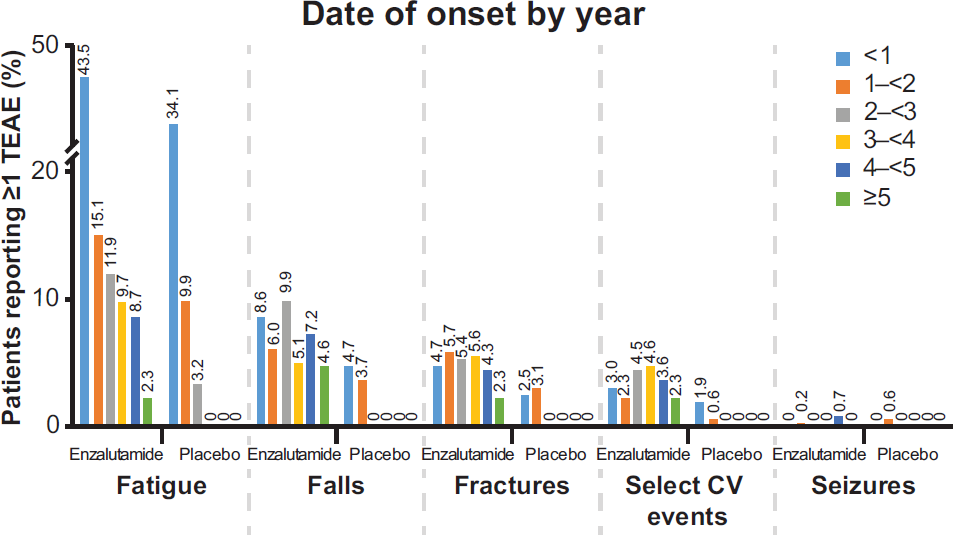 Date of onset by year
Patients reporting ≥1 TEAE (%)
50
20
10
0
<1
1–<2
2–<3
3–<4
4–<5
≥5
43.5 15.1 11.9 9.7 8.7 2.3 34.1 9.9 3.2 0 0 0
8.6 6.0 9.9 5.1 7.2 4.6 4.7 3.7 0 0 0 0
4.7 5.7 5.4 5.6 4.3 2.3 2.5 3.1 0 0 0 0
3.0 2.3 4.5 4.6 3.6 2.3 1.9 0.6 0 0 0 0
0 0.2 0 0 0.7 0 0 0.6 0 0 0 0
Enzalutamide Placebo Enzalutamide Placebo Enzalutamide Placebo Enzalutamide Placebo Enzalutamide Placebo
Fatigue Falls Fractures Select CV Seizures
events